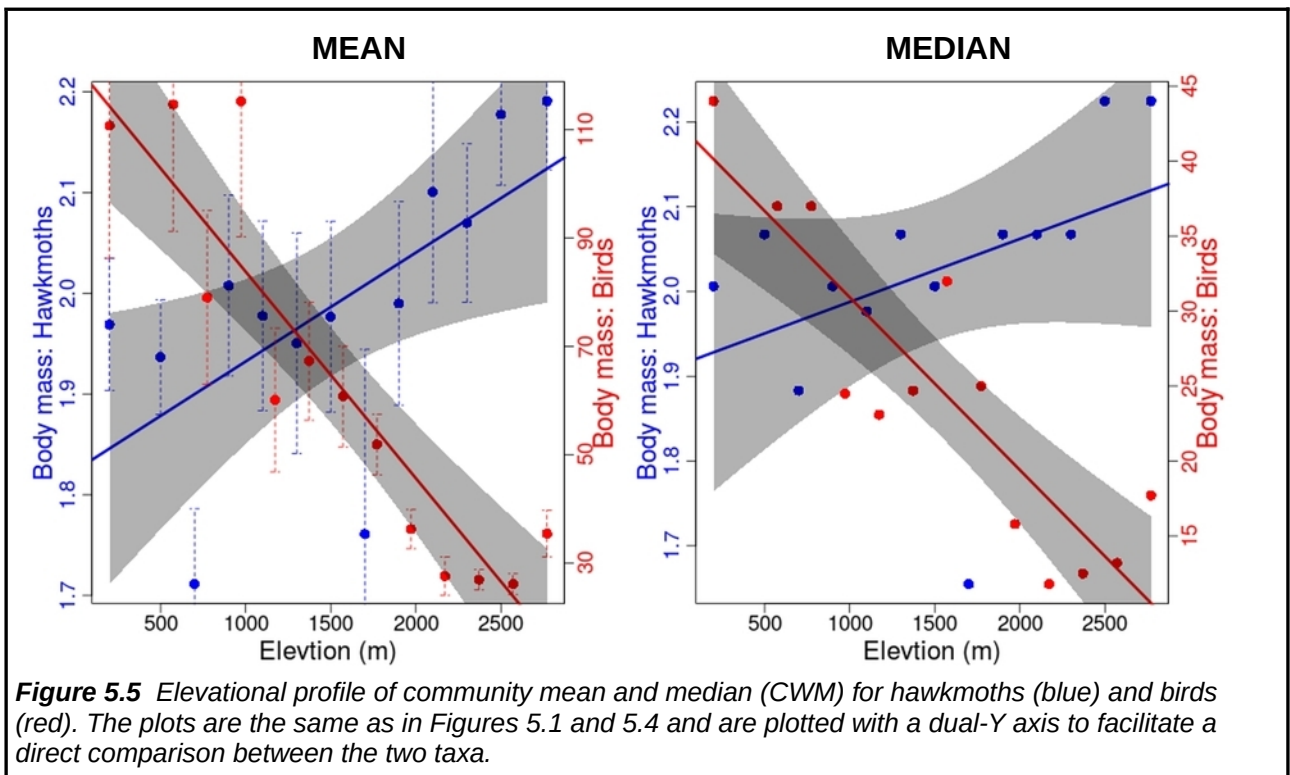 MEAN
MEDIAN
Body mass: Hawkmoths
1.7 1.8 1.9 2.0 2.1 2.2
500 1000 1500 2000 2500
Elevtion (m)
30 50 70 90 110
Body mass: Birds
Body mass: Hawkmoths
1.7 1.8 1.9 2.0 2.1 2.2
500 1000 1500 2000 2500
Elevtion (m)
15 20 25 30 35 40 45
Body mass: Birds
Figure 5.5 Elevational profile of community mean and median (CWM) for hawkmoths (blue) and birds
(red). The plots are the same as in Figures 5.1 and 5.4 and are plotted with a dual-Y axis to facilitate a
direct comparison between the two taxa.